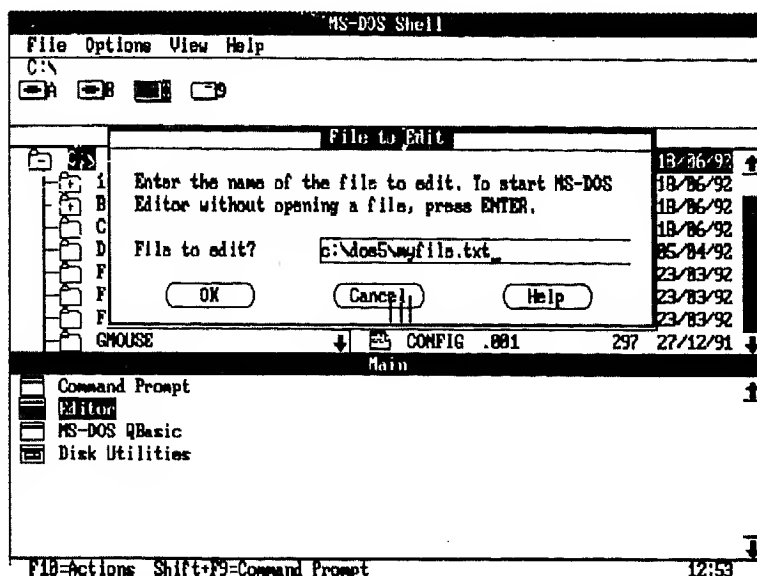 MS-DOS Shell
File Options View Help
C:\
A B C D
File to Edit
C:\ 18/06/92
i 18/06/92
Enter the name of the file to edit. To start MS-DOS
B 18/06/92
Editor without opening a file, press ENTER.
C 18/06/92
D 05/04/92
File to edit? c:\dos5\myfile.txt_
F 23/03/92
F 23/03/92
OK Cancel Help
F 23/03/92
GMOUSE CONFIG .001 297 27/12/91
Main
Command Prompt
Editor
MS-DOS QBasic
Disk Utilities
F10=Actions Shift+F9=Command Prompt 12:53